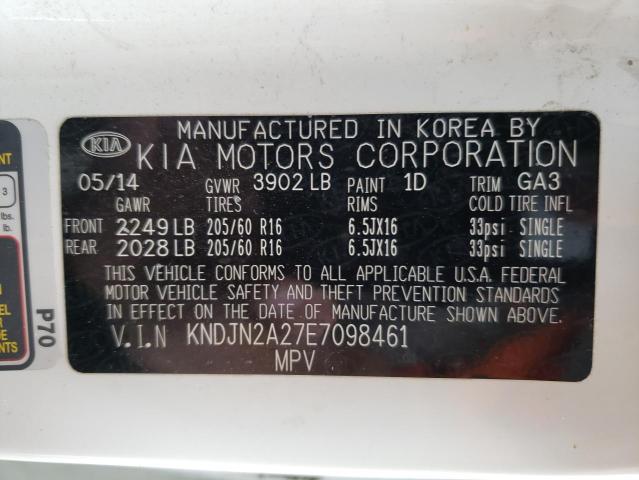 MANUFACTURED IN KOREA BY
KIA KIA MOTORS CORPORATION
05/14 GVWR 3902 LB PAINT 1D TRIM GA3
GAWR TIRES RIMS COLD TIRE INFL
FRONT 2249 LB 205/60 R16 6.5JX16 33psi SINGLE
REAR 2028 LB 205/60 R16 6.5JX16 33psi SINGLE
THIS VEHICLE CONFORMS TO ALL APPLICABLE U.S.A. FEDERAL
MOTOR VEHICLE SAFETY AND THEFT PREVENTION STANDARDS
IN EFFECT ON THE DATE OF MANUFACTURE SHOWN ABOVE.
V.I.N KNDJN2A27E7098461
MPV
3
lbs.
lb.
P70